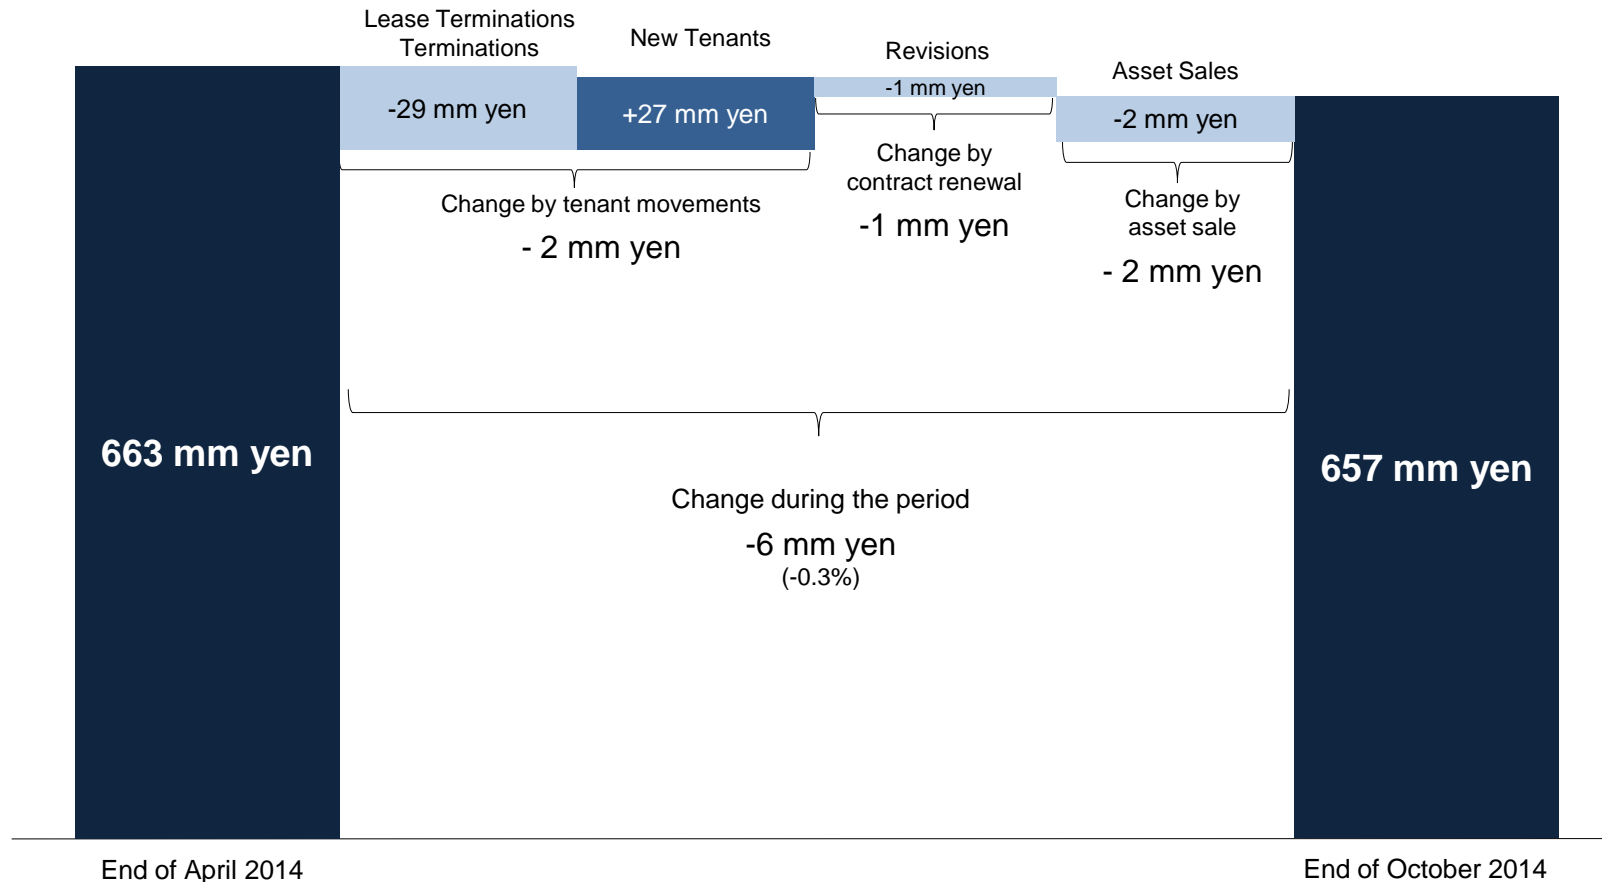 Lease Terminations
Terminations
New Tenants
Revisions
Asset Sales
-29 mm yen
+27 mm yen
-1 mm yen
-2 mm yen
Change by tenant movements
- 2 mm yen
Change by
contract renewal
-1 mm yen
Change by
asset sale
- 2 mm yen
663 mm yen
657 mm yen
Change during the period
-6 mm yen
(-0.3%)
End of April 2014
End of October 2014